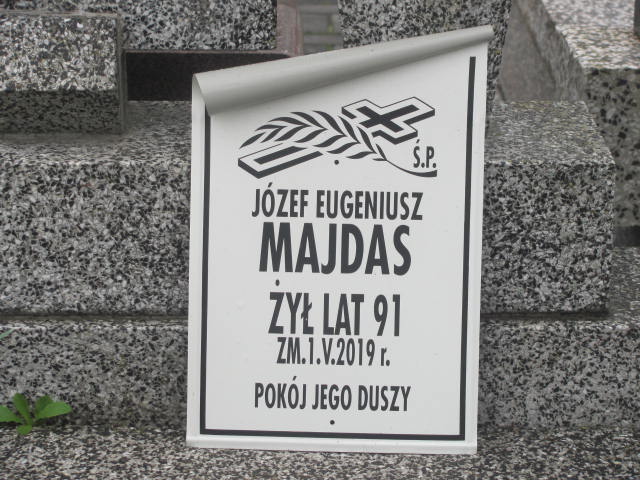 Ś.P.
JÓZEF EUGENIUSZ
MAJDAS
ŻYŁ LAT 91
ZM.1.V.2019 r.
POKÓJ JEGO DUSZY